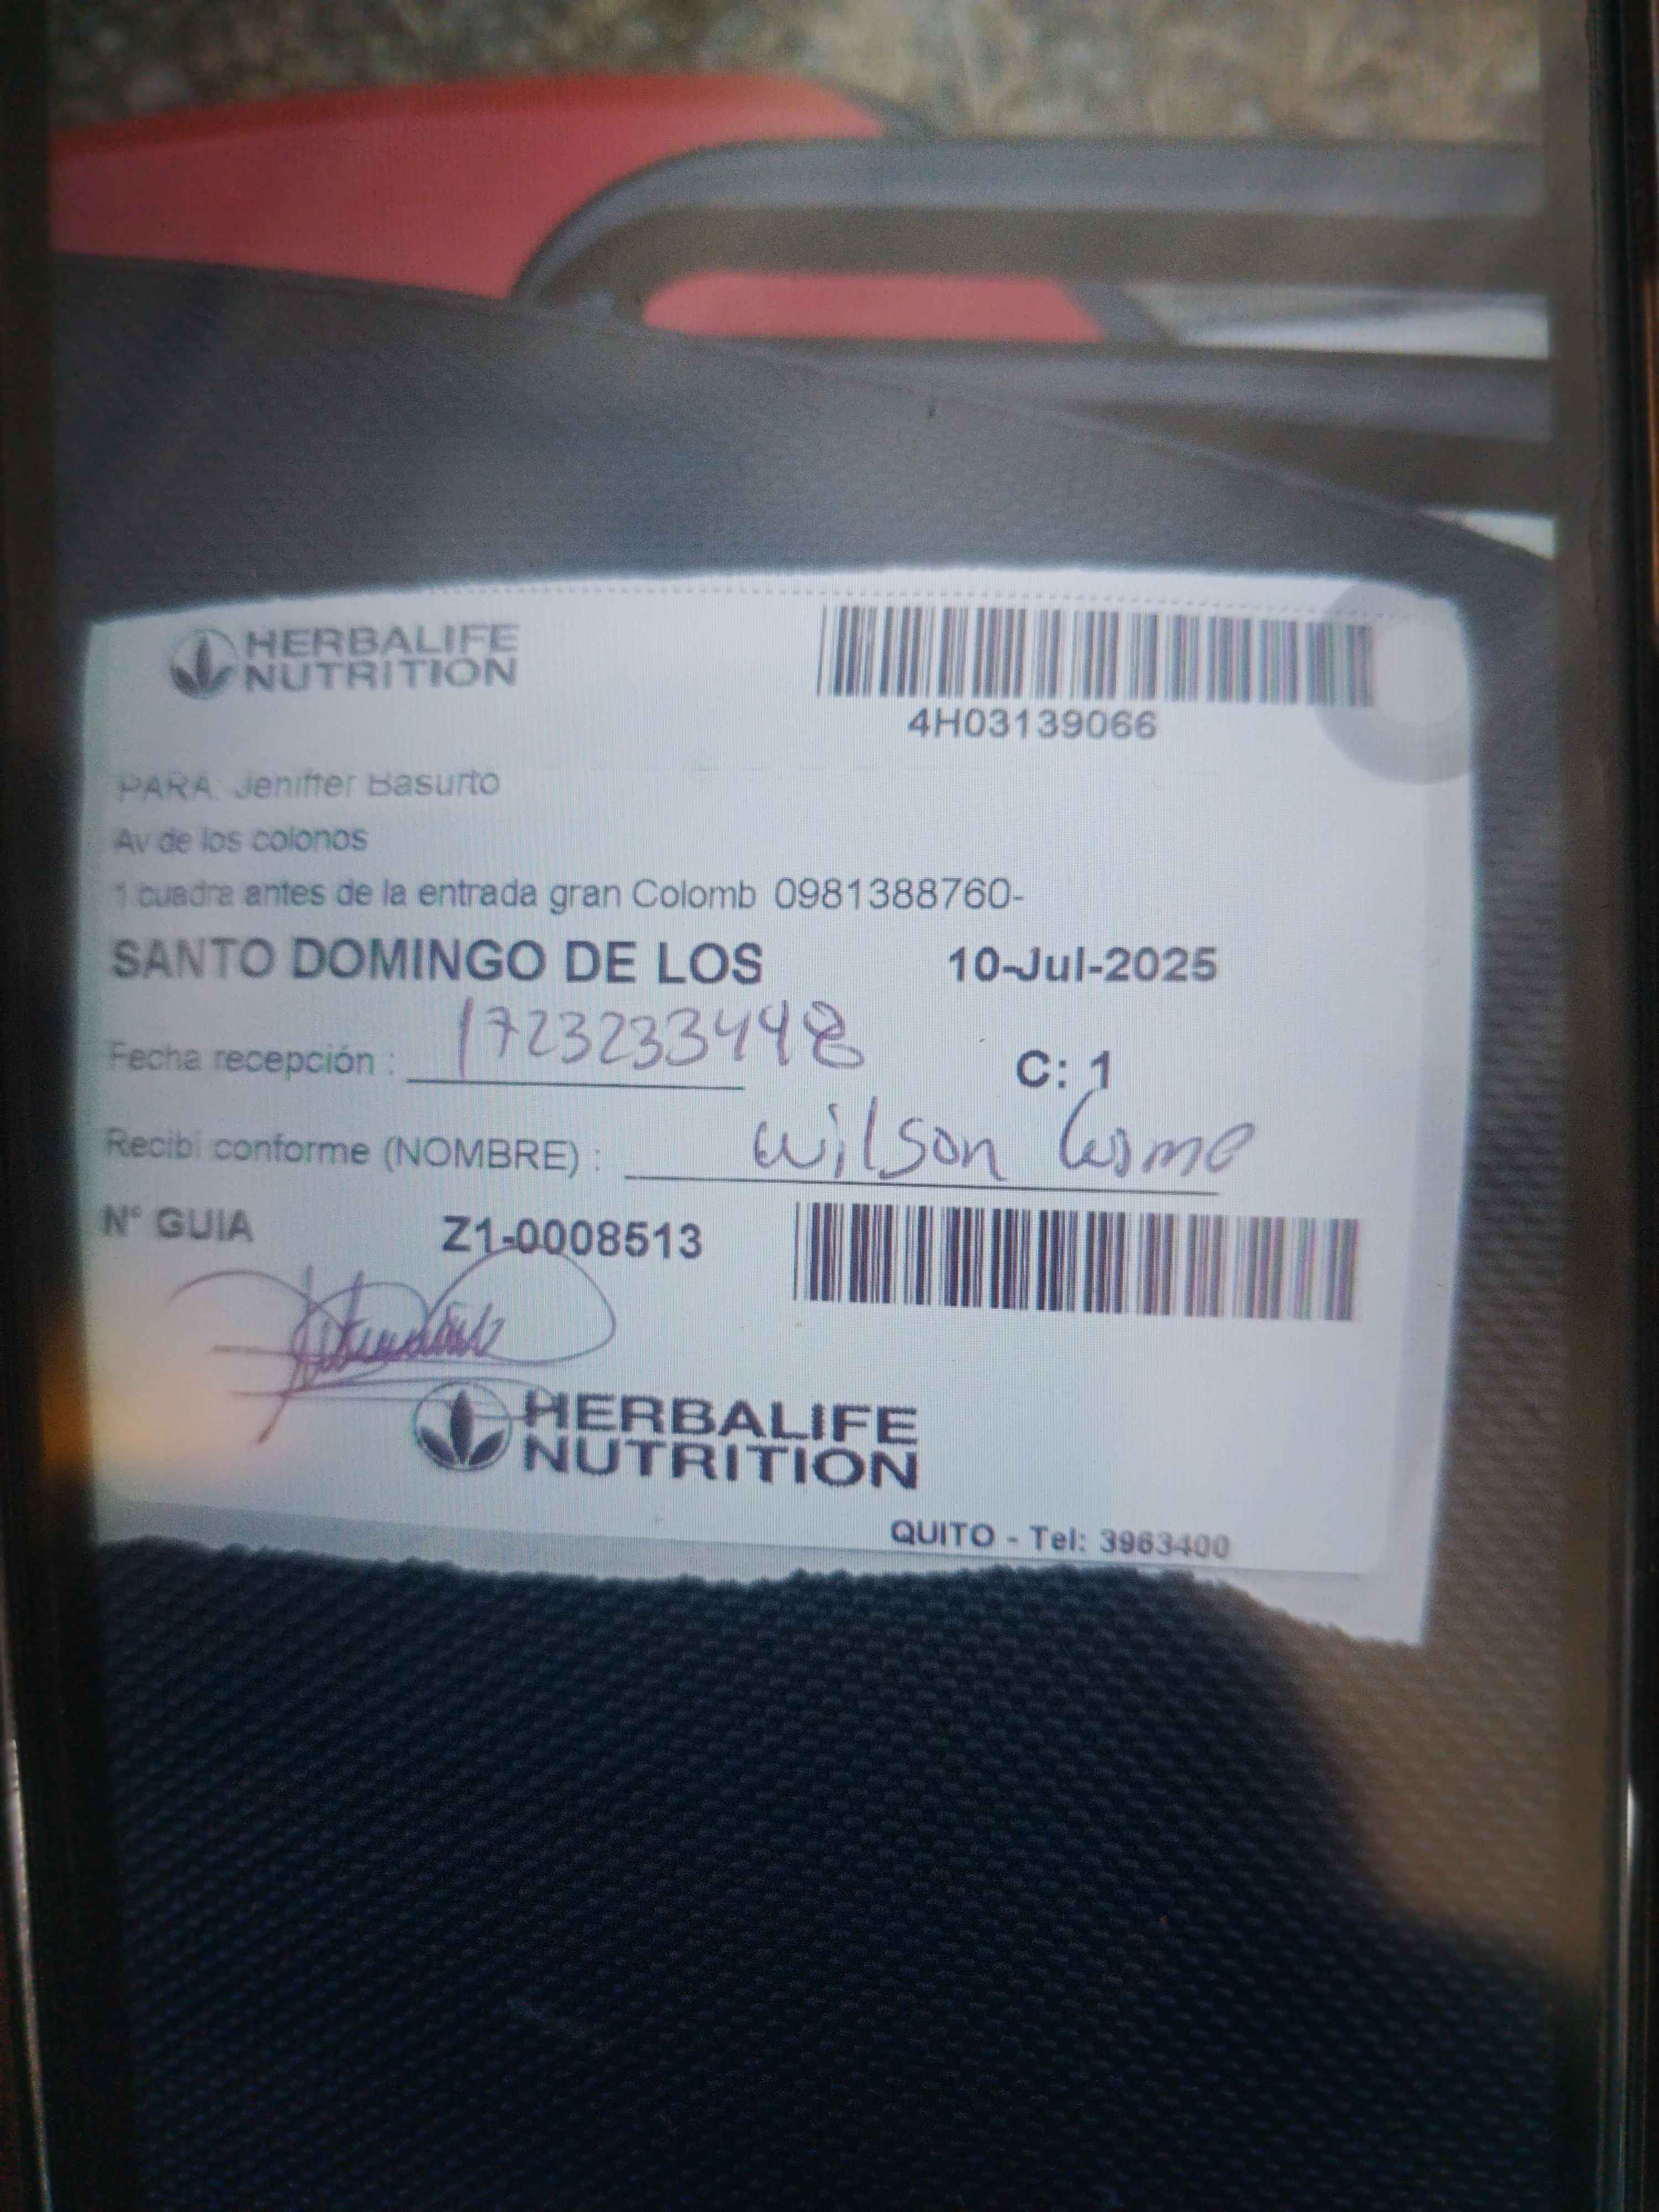 HERBALIFE
NUTRITION
4H03139066
PARA: Jeniffer Basurto
Av de los colonos
1 cuadra antes de la entrada gran Colomb 0981388760-
SANTO DOMINGO DE LOS 10-Jul-2025
Fecha recepción : 1723233448
C: 1
Recibi conforme (NOMBRE) : Wilson
N° GUIA Z1-0008513
HERBALIFE
NUTRITION
QUITO - Tel: 3963400